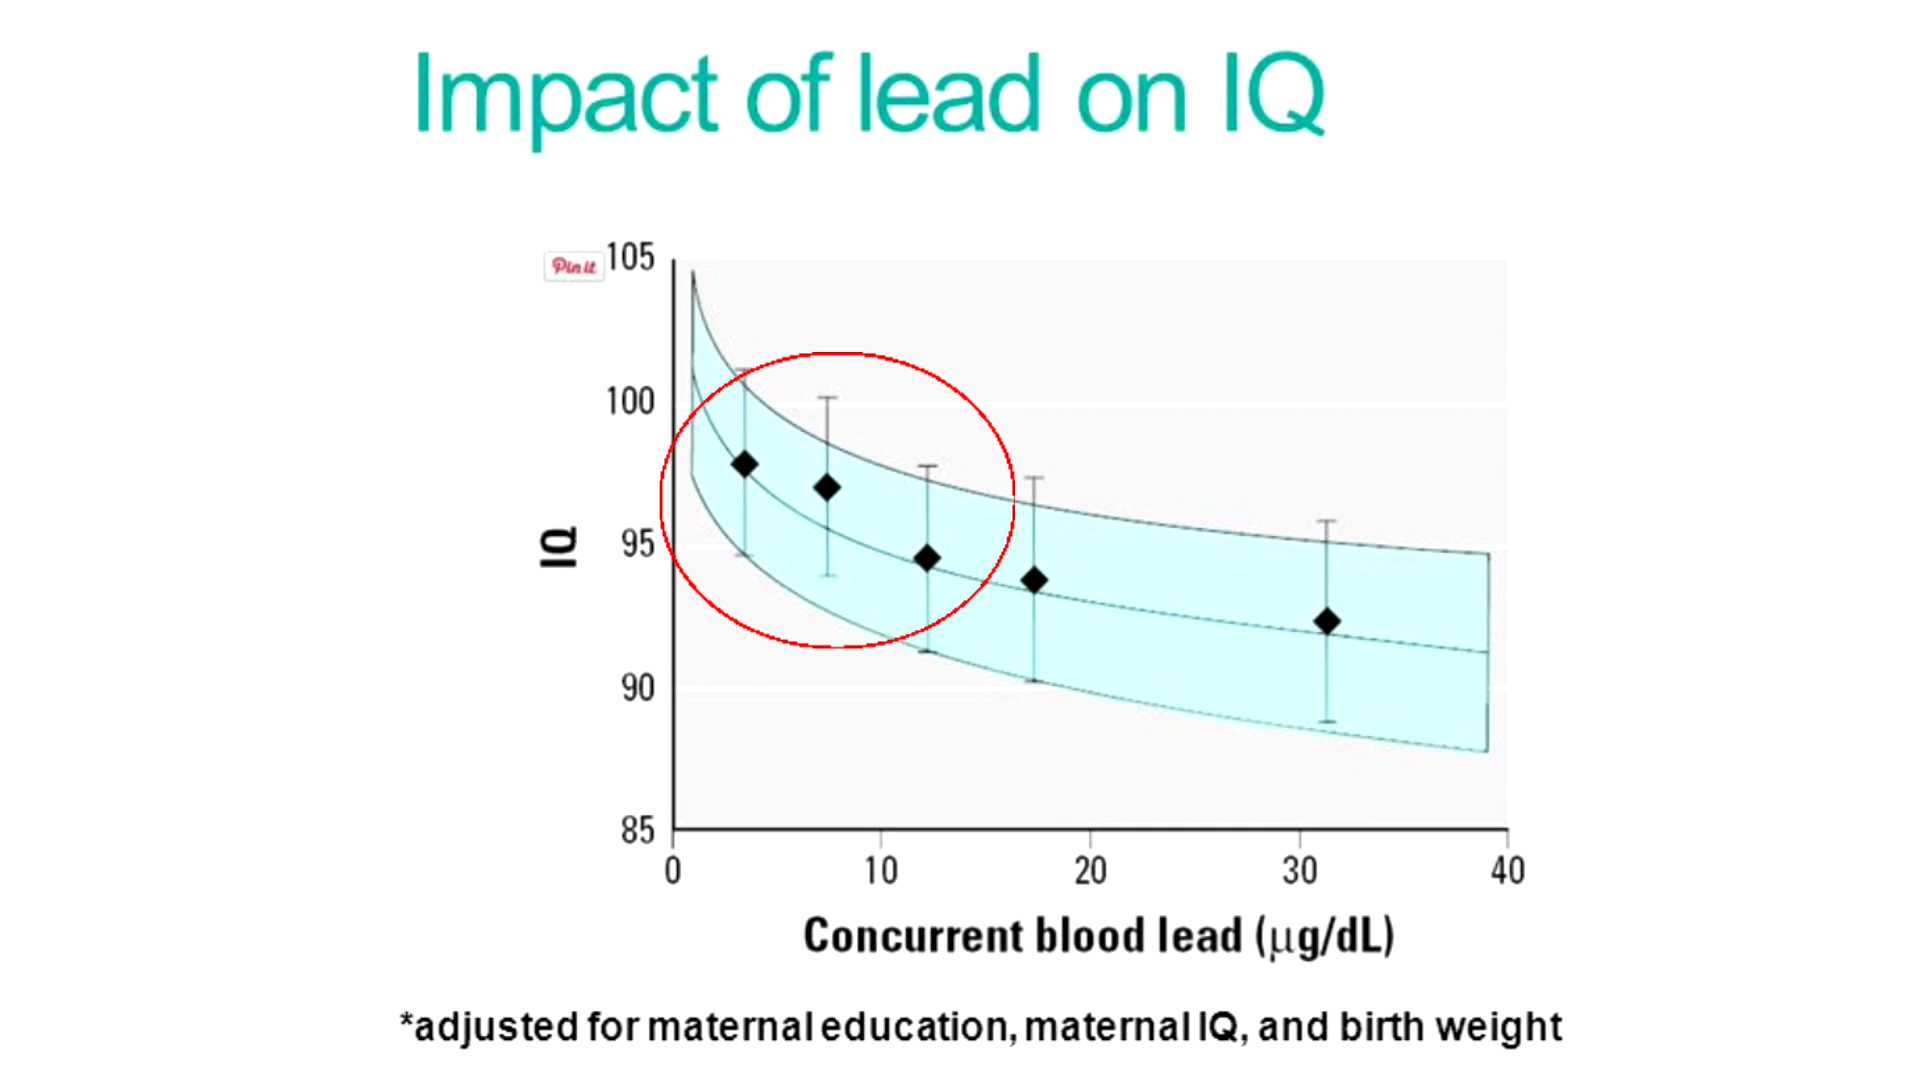 Impact of lead on IQ
Pin it
105
100
95
90
85
IQ
0 10 20 30 40
Concurrent blood lead (µg/dL)
*adjusted for maternal education, maternal IQ, and birth weight